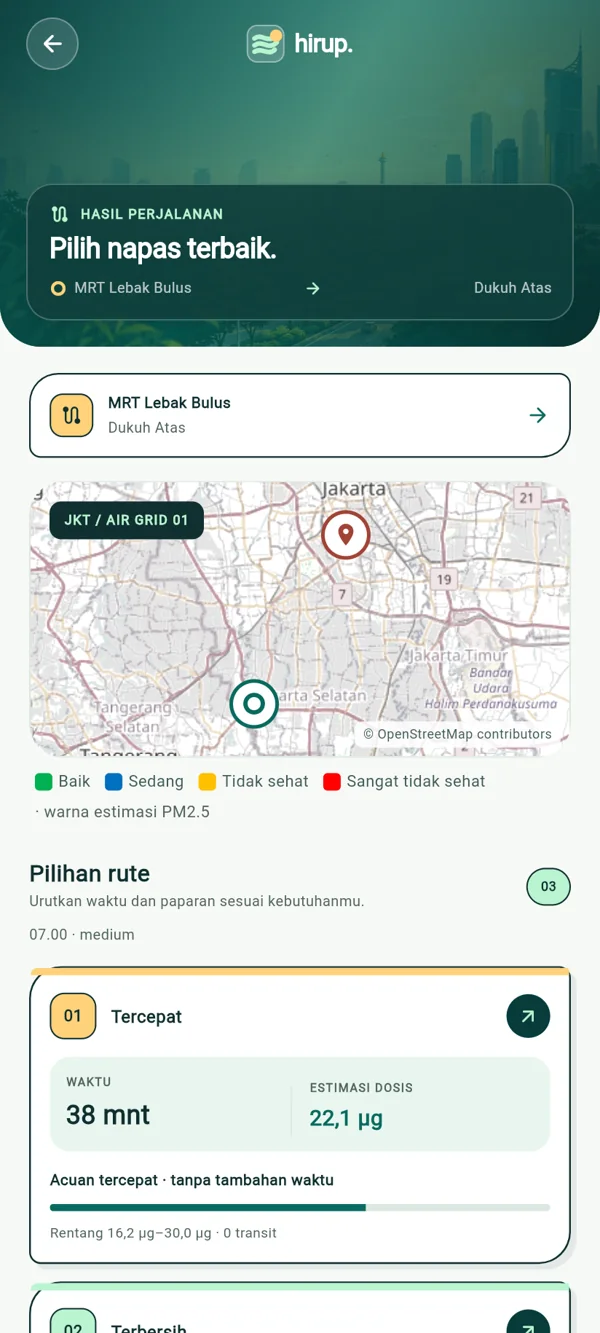 hirup.
HASIL PERJALANAN
Pilih napas terbaik.
MRT Lebak Bulus
Dukuh Atas
MRT Lebak Bulus
Dukuh Atas
Jakarta
JKT / AIR GRID 01
21
19
7
Jakarta Timur
Bandar
Udara
Halim Perdanakusuma
arta Selatan
Tangerang
Selatan
Tangerang
© OpenStreetMap contributors
Baik
Sedang
Tidak sehat
Sangat tidak sehat
· warna estimasi PM2.5
Pilihan rute
03
Urutkan waktu dan paparan sesuai kebutuhanmu.
07.00 · medium
01
Tercepat
WAKTU
38 mnt
ESTIMASI DOSIS
22,1 µg
Acuan tercepat · tanpa tambahan waktu
Rentang 16,2 µg–30,0 µg · 0 transit
02
Terbersih